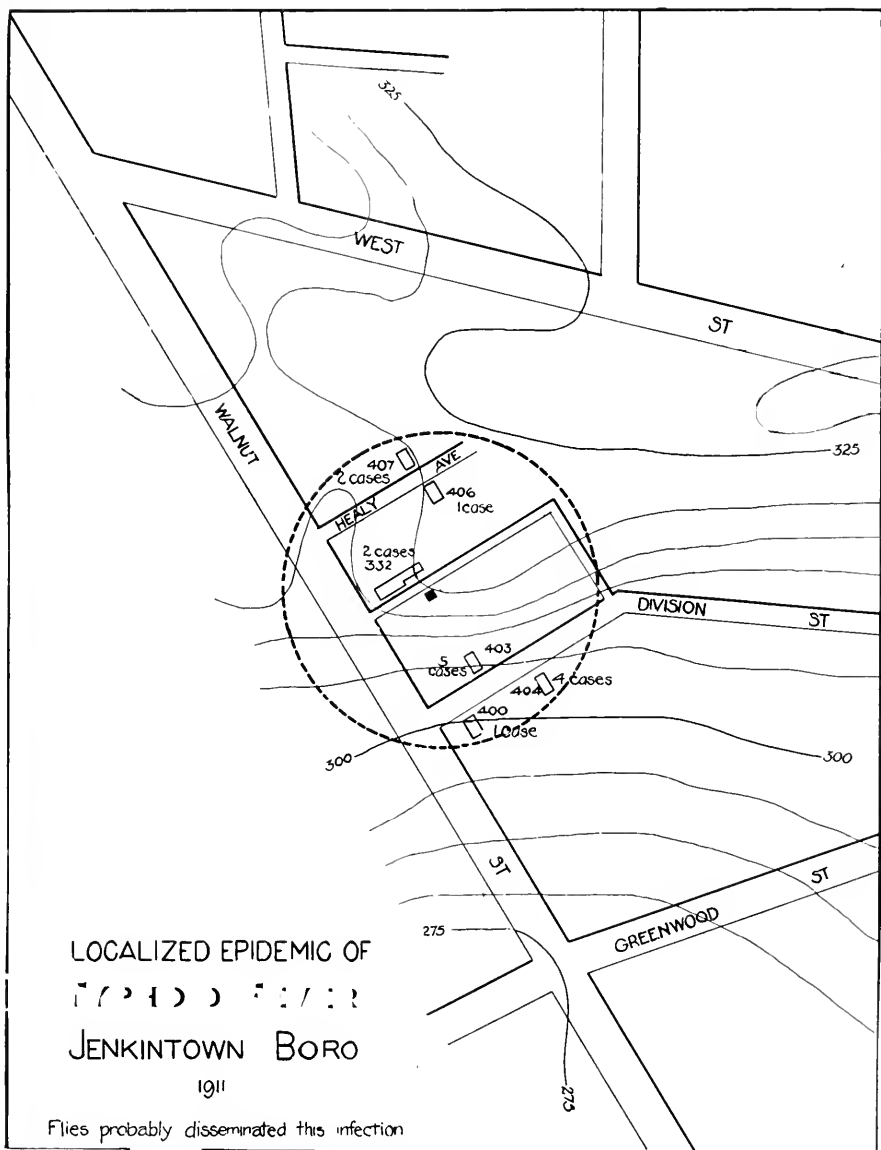 325
WEST
ST
WALNUT
325
407
2 cases
HEALY AVE
406
1 case
2 cases
332
DIVISION ST
403
5 cases
404 4 cases
400
1 case
300
300
ST
ST
GREENWOOD
275
275
LOCALIZED EPIDEMIC OF
TYPHOID FEVER
JENKINTOWN BORO
1911
Flies probably disseminated this infection